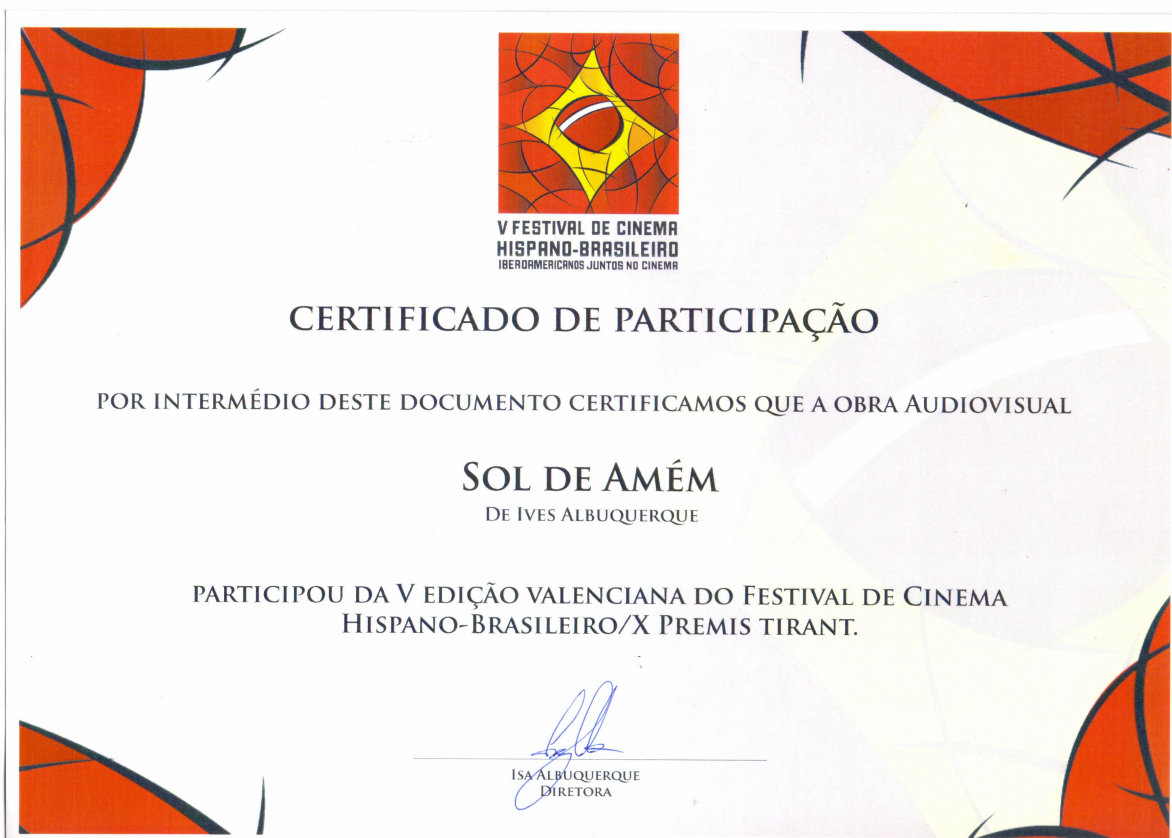 V FESTIVAL DE CINEMA
HISPANO-BRASILEIRO
IBEROAMERICANOS JUNTOS NO CINEMA
CERTIFICADO DE PARTICIPAÇÃO
POR INTERMÉDIO DESTE DOCUMENTO CERTIFICAMOS QUE A OBRA AUDIOVISUAL
SOL DE AMÉM
DE IVES ALBUQUERQUE
PARTICIPOU DA V EDIÇÃO VALENCIANA DO FESTIVAL DE CINEMA
HISPANO-BRASILEIRO/X PREMIS TIRANT.
ISA ALBUQUERQUE
DIRETORA